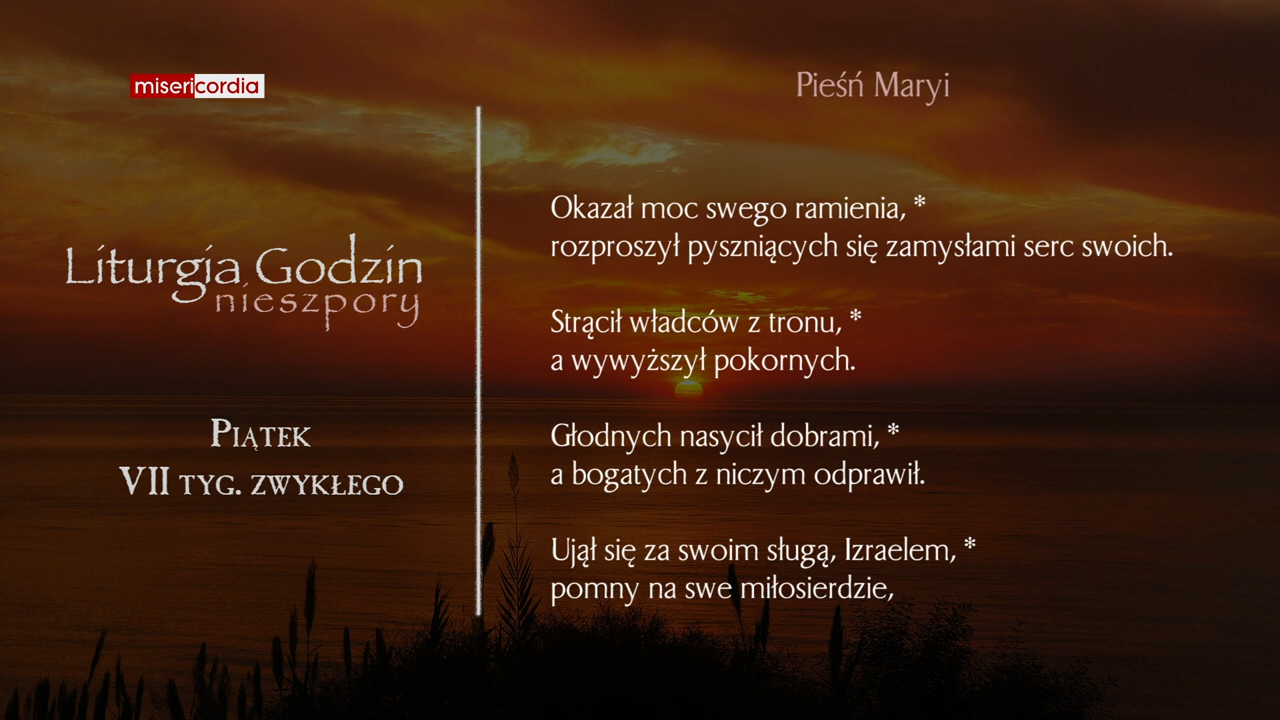 misericordia
Liturgia Godzin
nieszpory
Piątek
VII tyg. zwykłego
Pieśń Maryi
Okazał moc swego ramienia, *
rozproszył pyszniących się zamysłami serc swoich.
Strącił władców z tronu, *
a wywyższył pokornych.
Głodnych nasycił dobrami, *
a bogatych z niczym odprawił.
Ujął się za swoim sługą, Izraelem, *
pomny na swe miłosierdzie,